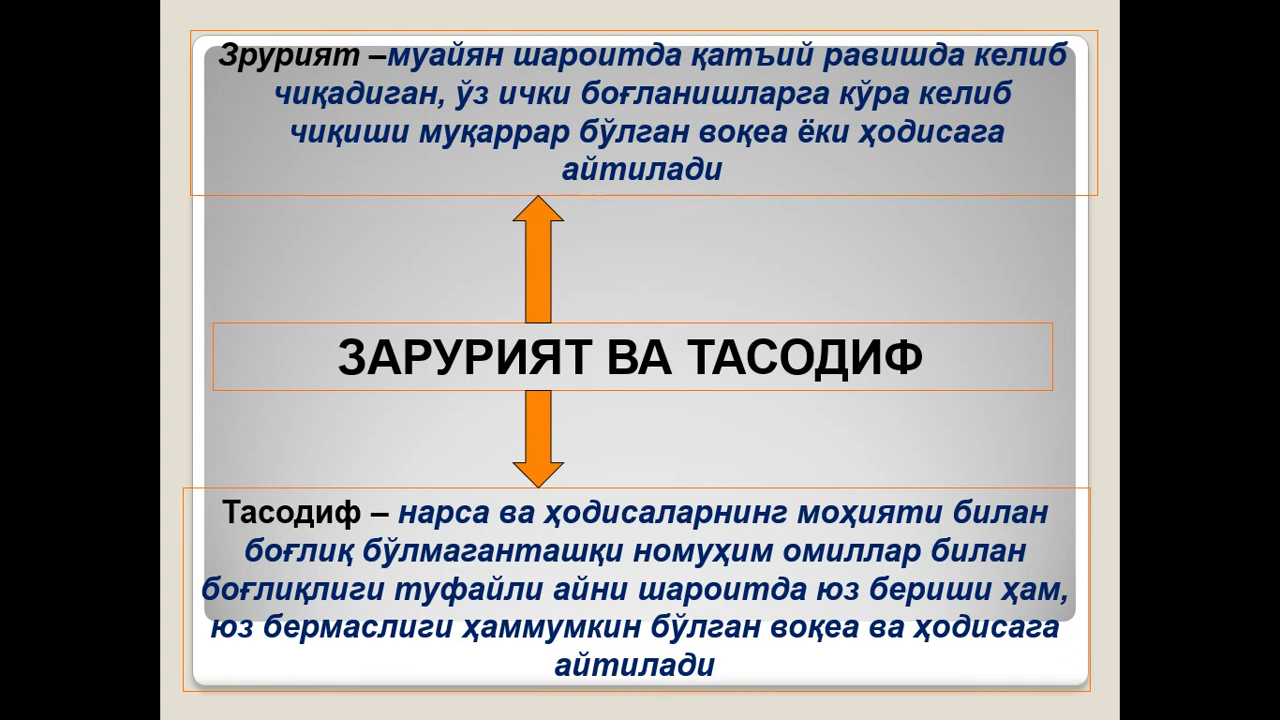 Зрурият –муайян шароитда қатъий равишда келиб
чиқадиган, ўз ички боғланишларга кўра келиб
чиқиши муқаррар бўлган воқеа ёки ҳодисага
айтилади
ЗАРУРИЯТ ВА ТАСОДИФ
Тасодиф – нарса ва ҳодисаларнинг моҳияти билан
боғлиқ бўлмаганташқи номуҳим омиллар билан
боғлиқлиги туфайли айни шароитда юз бериши ҳам,
юз бермаслиги ҳаммумкин бўлган воқеа ва ҳодисага
айтилади